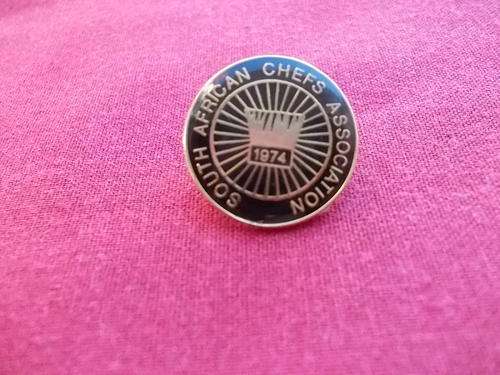 SOUTH AFRICAN CHEFS ASSOCIATION
1974